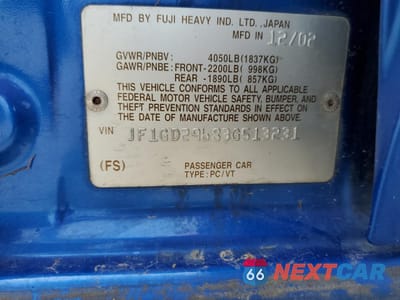 MFD BY FUJI HEAVY IND. LTD., JAPAN
MFD IN 12/02
GVWR/PNBV : 4050LB(1837KG)
GAWR/PNBE: FRONT-2200LB( 998KG)
REAR -1890LB( 857KG)
THIS VEHICLE CONFORMS TO ALL APPLICABLE
FEDERAL MOTOR VEHICLE SAFETY, BUMPER, AND
THEFT PREVENTION STANDARDS IN EFFECT ON
THE DATE OF MANUFACTURE SHOWN ABOVE.
VIN JF1GD29633G513231
(FS) PASSENGER CAR
TYPE: PC/VT
66 NEXTCAR